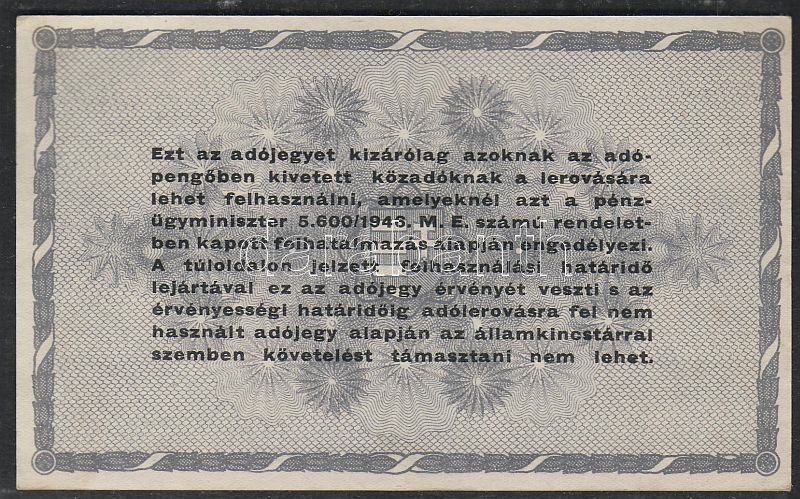 Ezt az adójegyet kizárólag azoknak az adó-
pengőben kivetett közadóknak a lerovására
lehet felhasználni, amelyeknél azt a pénz-
ügyminiszter 5.600/1946. M. E. számú rendelet-
ben kapott felhatalmazás alapján engedélyezi.
A túloldalon jelzett felhasználási határidő
lejártával ez az adójegy érvényét veszti s az
érvényességi határidőig adólerovásra fel nem
használt adójegy alapján az államkincstárral
szemben követelést támasztani nem lehet.